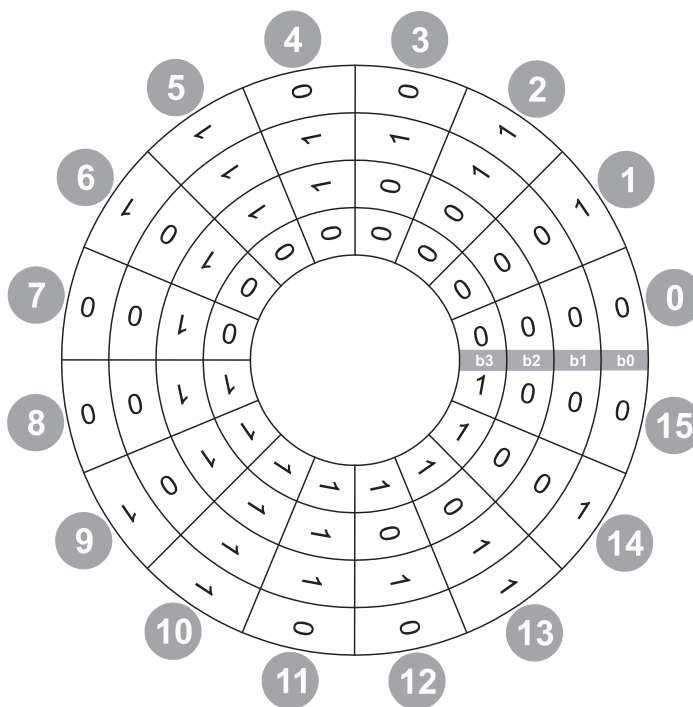 b3 b2 b1 b0
0 0 0 0 0
0 0 0 1 1
0 0 1 1 2
0 0 1 0 3
0 1 1 0 4
0 1 1 1 5
0 1 0 1 6
0 1 0 0 7
1 1 0 0 8
1 1 0 1 9
1 1 1 1 10
1 1 1 0 11
1 0 1 0 12
1 0 1 1 13
1 0 0 1 14
1 0 0 0 15